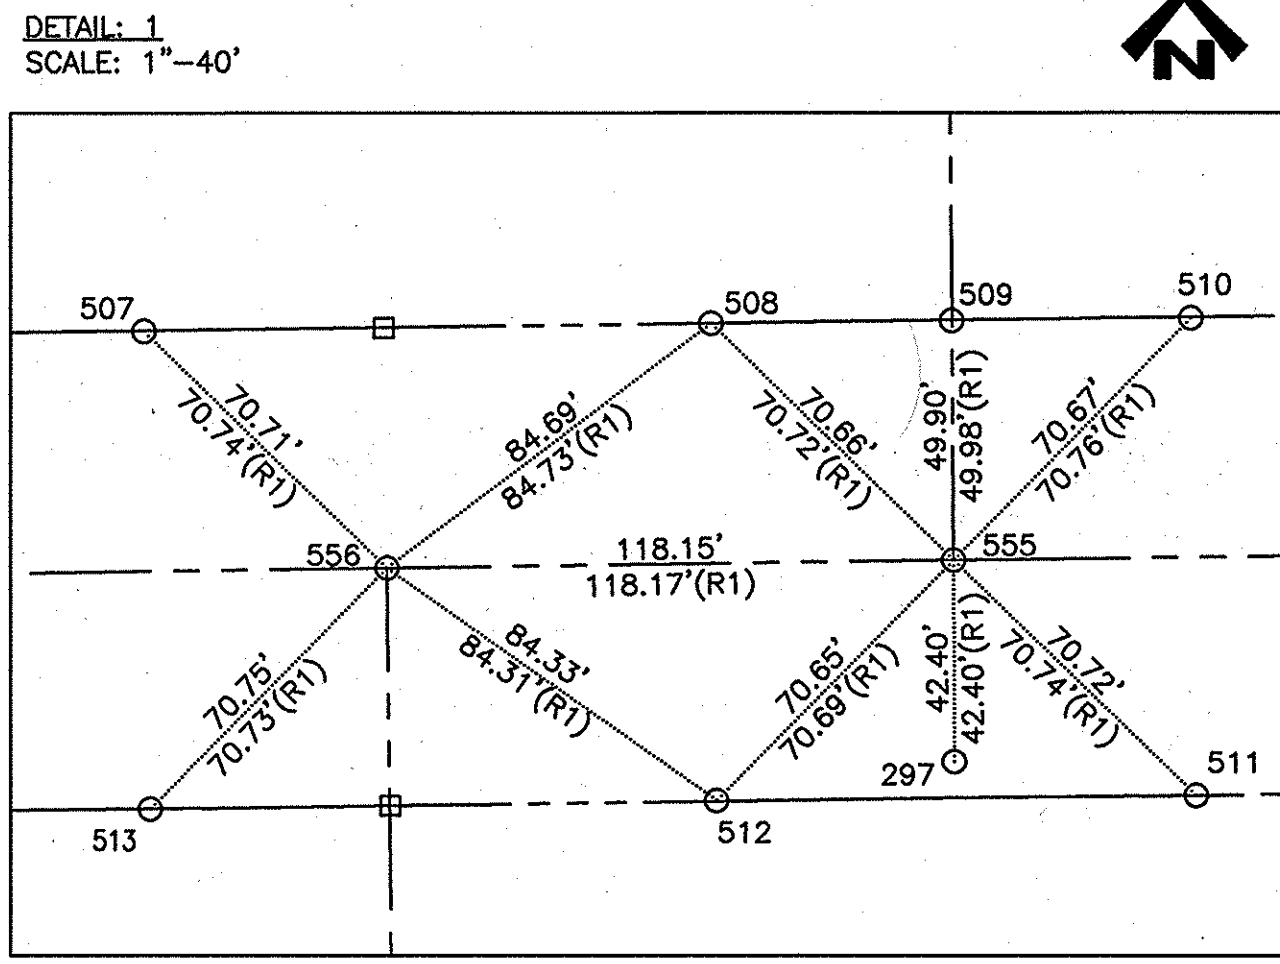 DETAIL: 1
SCALE: 1"-40'
N
507
508
509
510
70.71'
70.74'(R1)
84.69'
84.73'(R1)
70.66'
70.72'(R1)
49.90'
49.98'(R1)
70.67'
70.76'(R1)
556
118.15'
118.17'(R1)
555
70.75'
70.73'(R1)
84.33'
84.31'(R1)
70.65'
70.69'(R1)
42.40'
42.40'(R1)
70.72'
70.74'(R1)
297
511
513
512